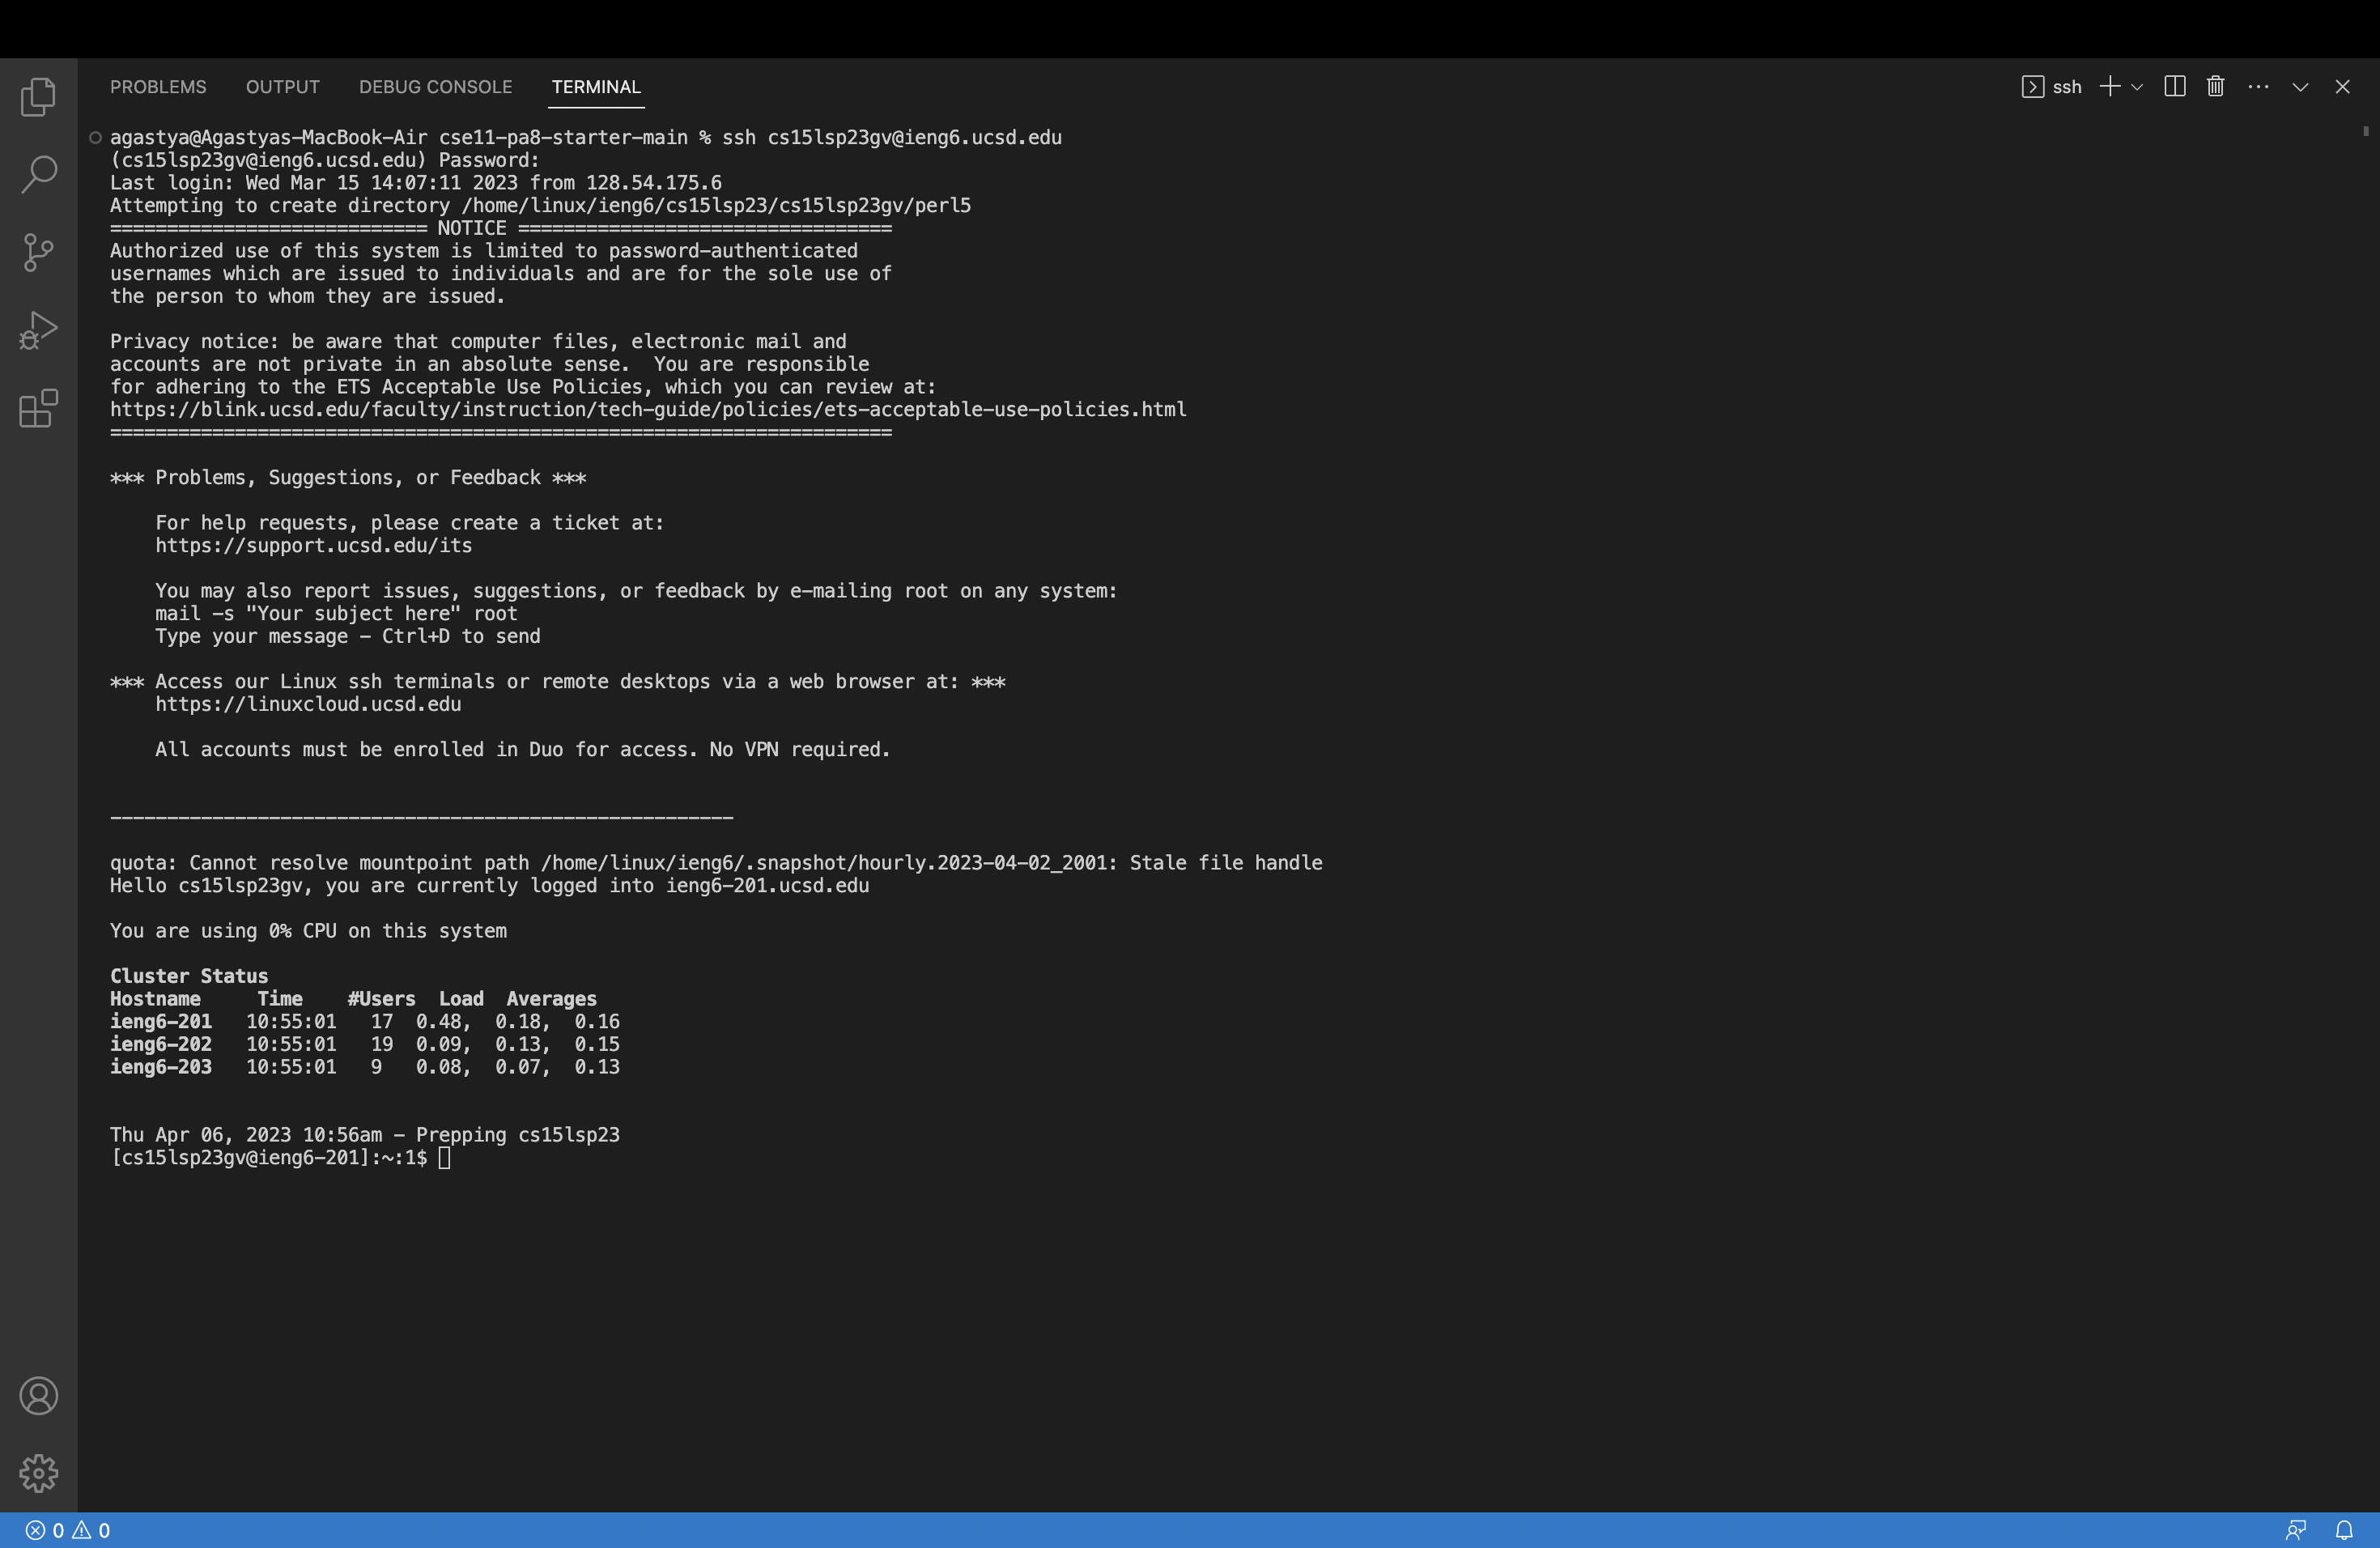 PROBLEMS OUTPUT DEBUG CONSOLE TERMINAL ssh
agastya@Agastyas-MacBook-Air cse11-pa8-starter-main % ssh cs15lsp23gv@ieng6.ucsd.edu
(cs15lsp23gv@ieng6.ucsd.edu) Password:
Last login: Wed Mar 15 14:07:11 2023 from 128.54.175.6
Attempting to create directory /home/linux/ieng6/cs15lsp23/cs15lsp23gv/perl5
============================ NOTICE =================================
Authorized use of this system is limited to password-authenticated
usernames which are issued to individuals and are for the sole use of
the person to whom they are issued.
Privacy notice: be aware that computer files, electronic mail and
accounts are not private in an absolute sense.  You are responsible
for adhering to the ETS Acceptable Use Policies, which you can review at:
https://blink.ucsd.edu/faculty/instruction/tech-guide/policies/ets-acceptable-use-policies.html
=====================================================================
*** Problems, Suggestions, or Feedback ***
For help requests, please create a ticket at:
https://support.ucsd.edu/its
You may also report issues, suggestions, or feedback by e-mailing root on any system:
mail -s "Your subject here" root
Type your message - Ctrl+D to send
*** Access our Linux ssh terminals or remote desktops via a web browser at: ***
https://linuxcloud.ucsd.edu
All accounts must be enrolled in Duo for access. No VPN required.
-------------------------------------------------------
quota: Cannot resolve mountpoint path /home/linux/ieng6/.snapshot/hourly.2023-04-02_2001: Stale file handle
Hello cs15lsp23gv, you are currently logged into ieng6-201.ucsd.edu
You are using 0% CPU on this system
Cluster Status
Hostname     Time    #Users  Load  Averages
ieng6-201   10:55:01   17  0.48,  0.18,  0.16
ieng6-202   10:55:01   19  0.09,  0.13,  0.15
ieng6-203   10:55:01   9   0.08,  0.07,  0.13
Thu Apr 06, 2023 10:56am - Prepping cs15lsp23
[cs15lsp23gv@ieng6-201]:~:1$
0 0